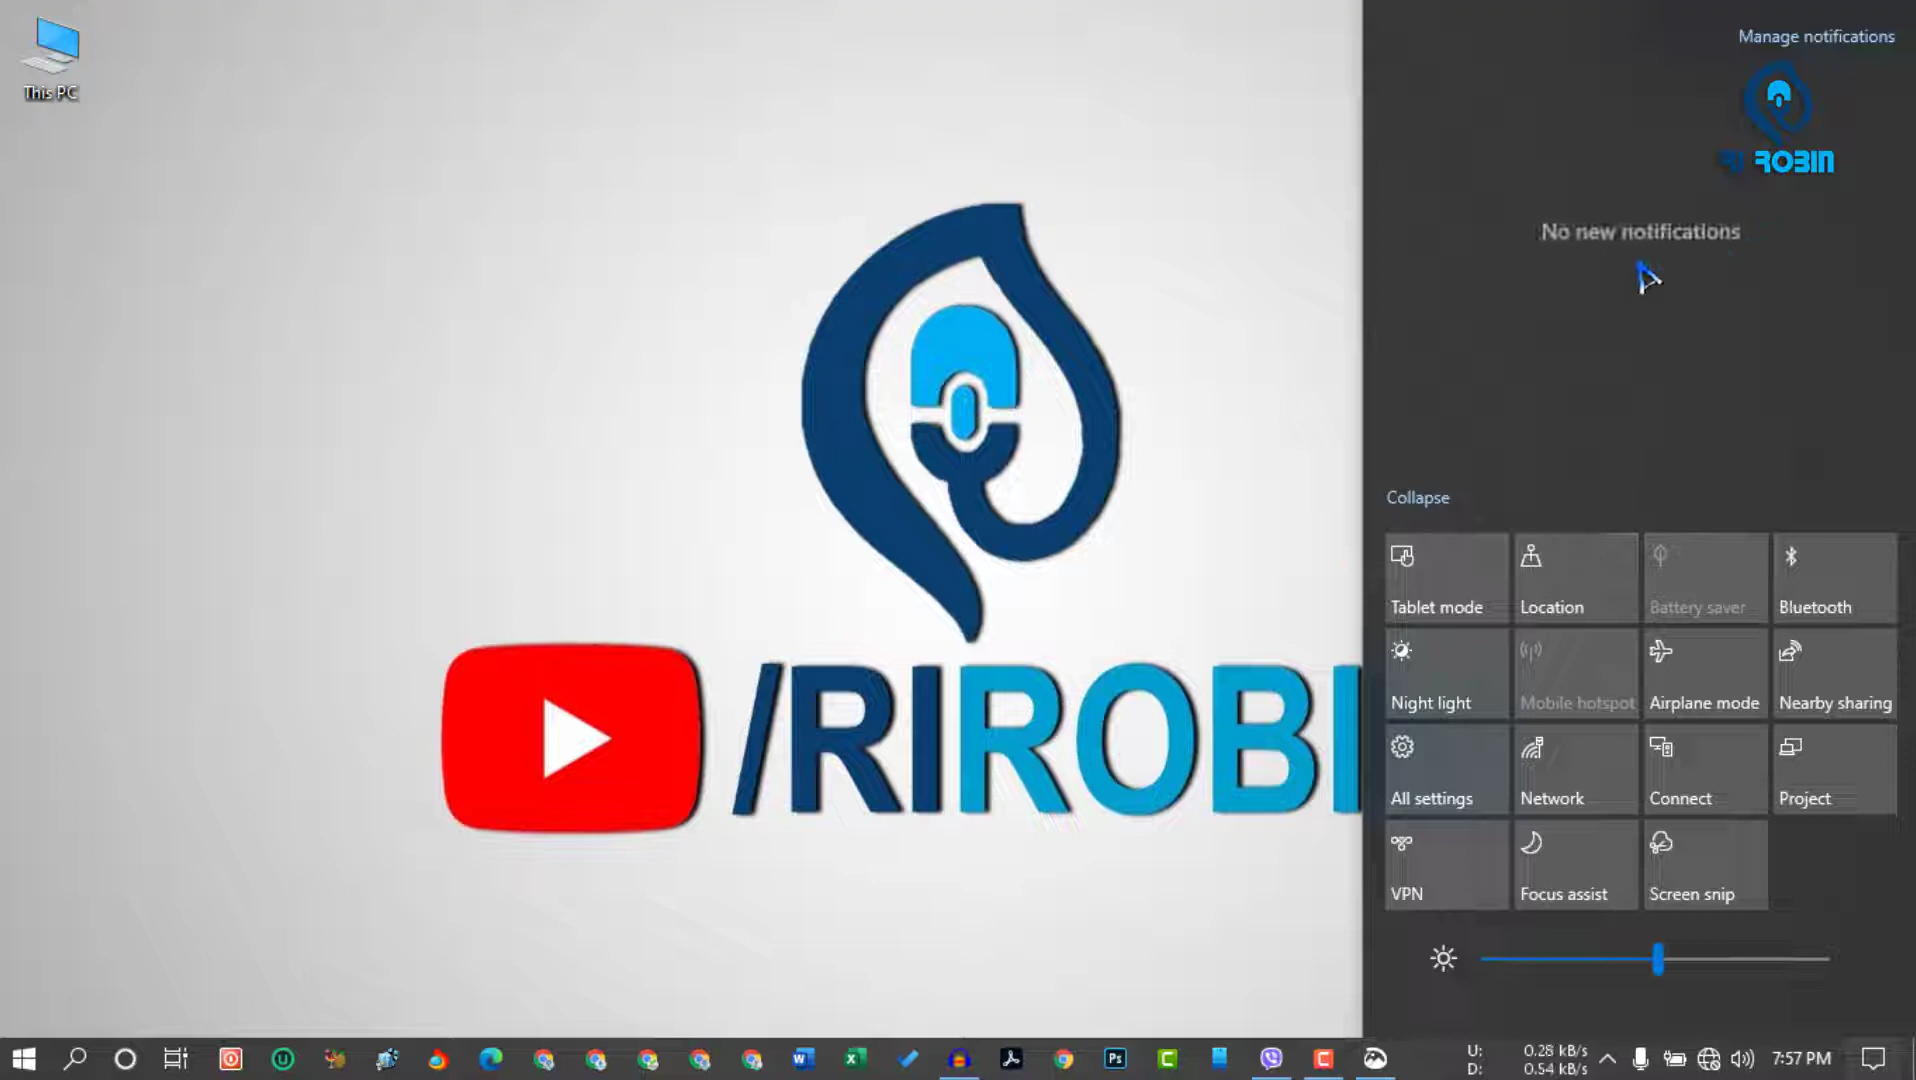 This PC
Manage notifications
RI ROBIN
No new notifications
/RIROBI
Collapse
Tablet mode
Location
Battery saver
Bluetooth
Night light
Mobile hotspot
Airplane mode
Nearby sharing
All settings
Network
Connect
Project
VPN
Focus assist
Screen snip
U: 0.28 kB/s
D: 0.54 kB/s
7:57 PM